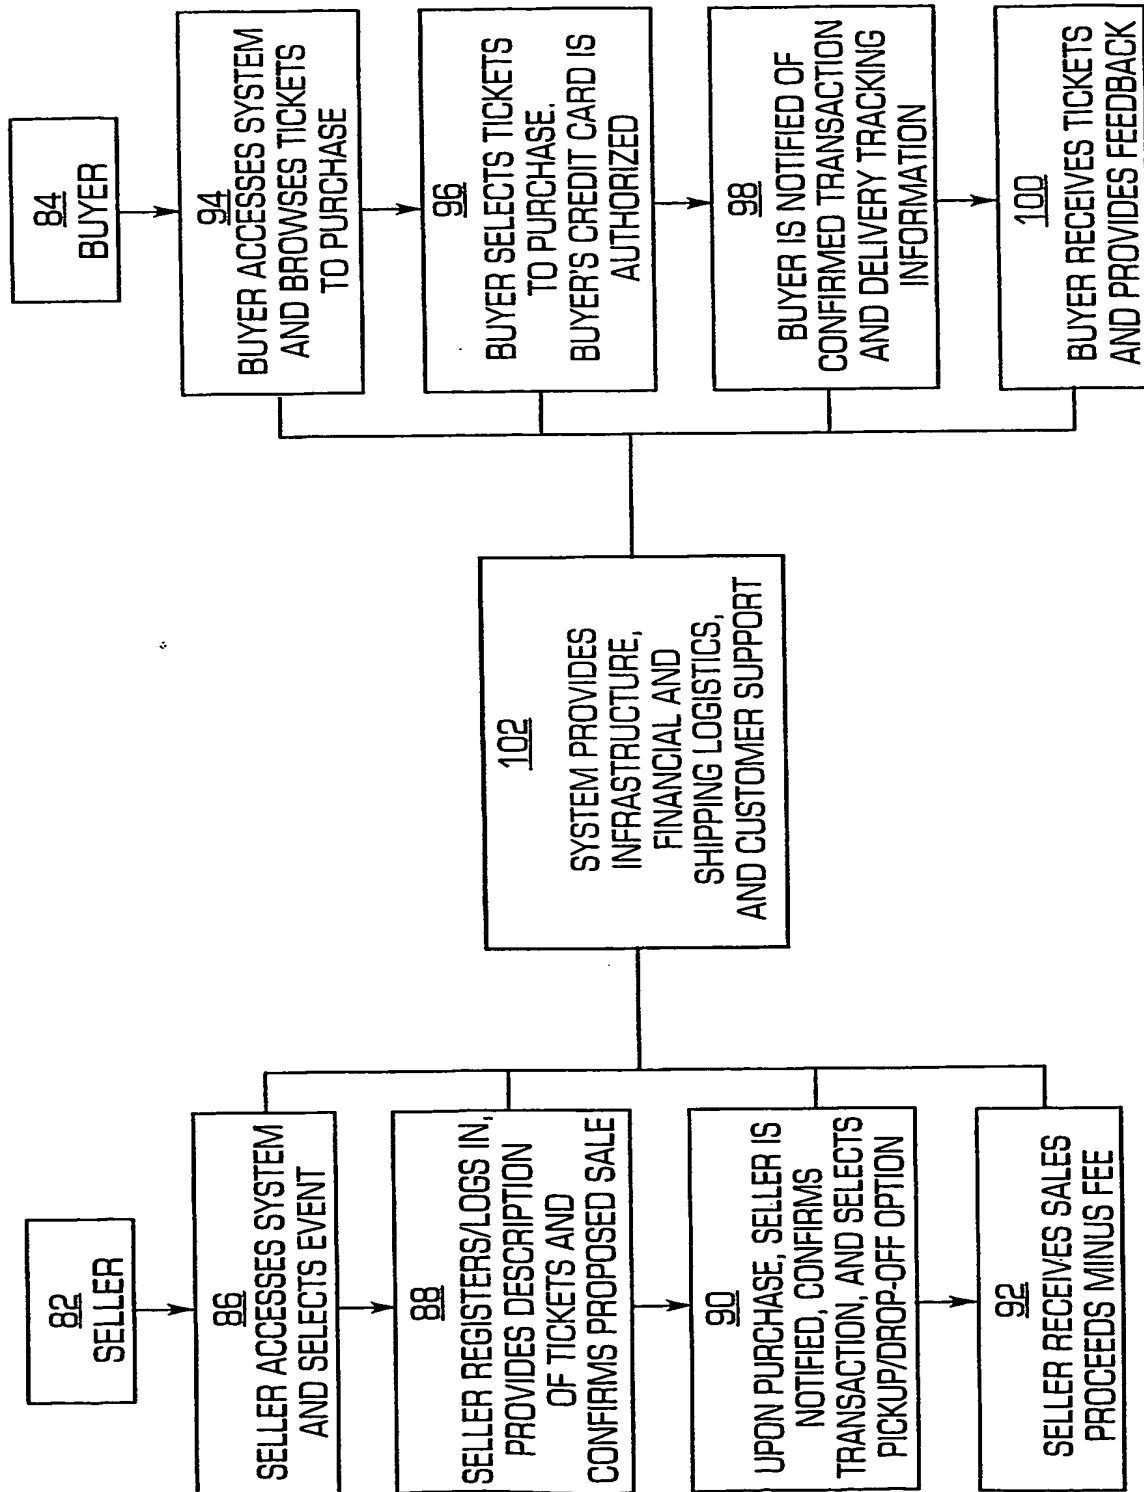 82
SELLER
86
SELLER ACCESSES SYSTEM
AND SELECTS EVENT
88
SELLER REGISTERS/LOGS IN,
PROVIDES DESCRIPTION
OF TICKETS AND
CONFIRMS PROPOSED SALE
90
UPON PURCHASE, SELLER IS
NOTIFIED, CONFIRMS
TRANSACTION, AND SELECTS
PICKUP/DROP-OFF OPTION
92
SELLER RECEIVES SALES
PROCEEDS MINUS FEE
102
SYSTEM PROVIDES
INFRASTRUCTURE,
FINANCIAL AND
SHIPPING LOGISTICS,
AND CUSTOMER SUPPORT
84
BUYER
94
BUYER ACCESSES SYSTEM
AND BROWSES TICKETS
TO PURCHASE
96
BUYER SELECTS TICKETS
TO PURCHASE.
BUYER'S CREDIT CARD IS
AUTHORIZED
98
BUYER IS NOTIFIED OF
CONFIRMED TRANSACTION
AND DELIVERY TRACKING
INFORMATION
100
BUYER RECEIVES TICKETS
AND PROVIDES FEEDBACK